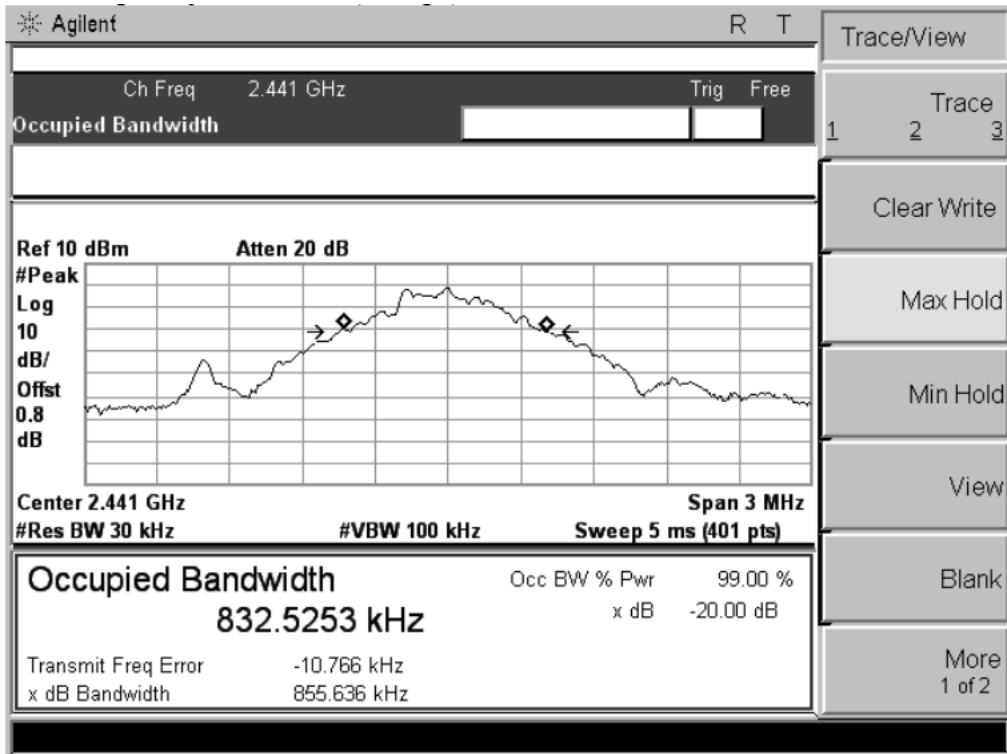 Agilent
R T
Trace/View
Ch Freq 2.441 GHz
Trig Free
Occupied Bandwidth
Trace
1 2 3
Clear Write
Max Hold
Min Hold
View
Blank
More
1 of 2
Ref 10 dBm
Atten 20 dB
#Peak
Log
10
dB/
Offst
0.8
dB
Center 2.441 GHz
Span 3 MHz
#Res BW 30 kHz
#VBW 100 kHz
Sweep 5 ms (401 pts)
Occupied Bandwidth
832.5253 kHz
Occ BW % Pwr 99.00 %
x dB -20.00 dB
Transmit Freq Error -10.766 kHz
x dB Bandwidth 855.636 kHz